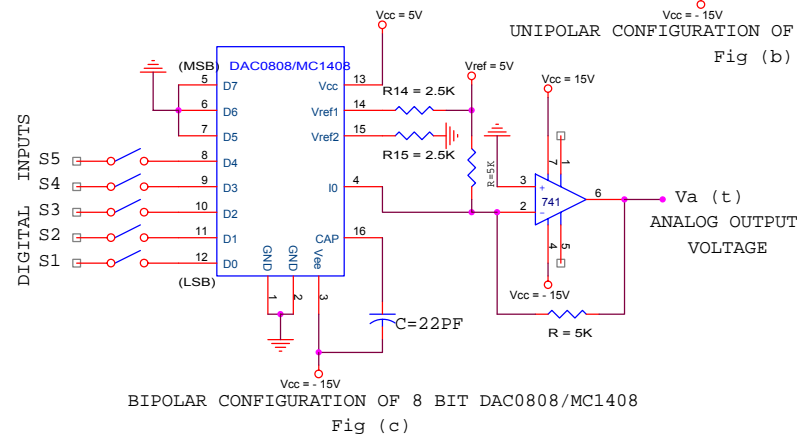 Vcc = 5V
Vcc = - 15V
UNIPOLAR CONFIGURATION OF
Fig (b)
(MSB)
DAC0808/MC1408
Vref = 5V
Vcc = 15V
5 D7
6 D6
7 D5
8 D4
9 D3
10 D2
11 D1
12 D0
(LSB)
Vcc 13
Vref1 14
Vref2 15
I0 4
CAP 16
GND 1
GND 2
Vee 3
R14 = 2.5K
R15 = 2.5K
R=5K
DIGITAL INPUTS
S5
S4
S3
S2
S1
3 +
2 -
741
7
1
6
4
5
Vcc = - 15V
Va (t)
ANALOG OUTPUT
VOLTAGE
R = 5K
C=22PF
Vcc = - 15V
BIPOLAR CONFIGURATION OF 8 BIT DAC0808/MC1408
Fig (c)